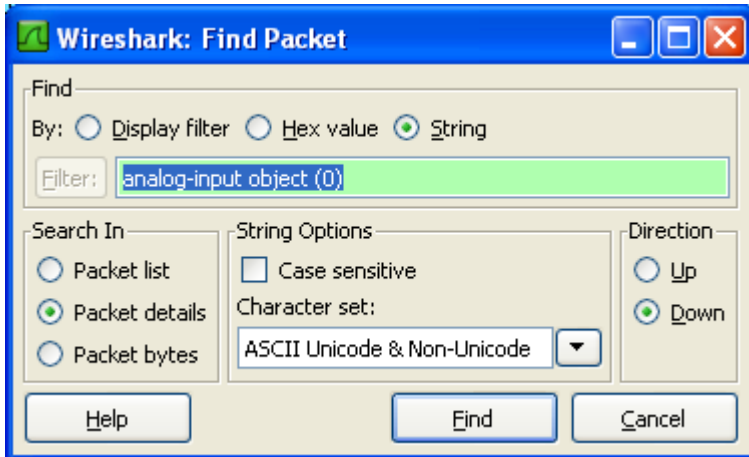 Wireshark: Find Packet
Find
By: Display filter Hex value String
Filter: analog-input object (0)
Search In
Packet list
Packet details
Packet bytes
String Options
Case sensitive
Character set:
ASCII Unicode & Non-Unicode
Direction
Up
Down
Help Find Cancel